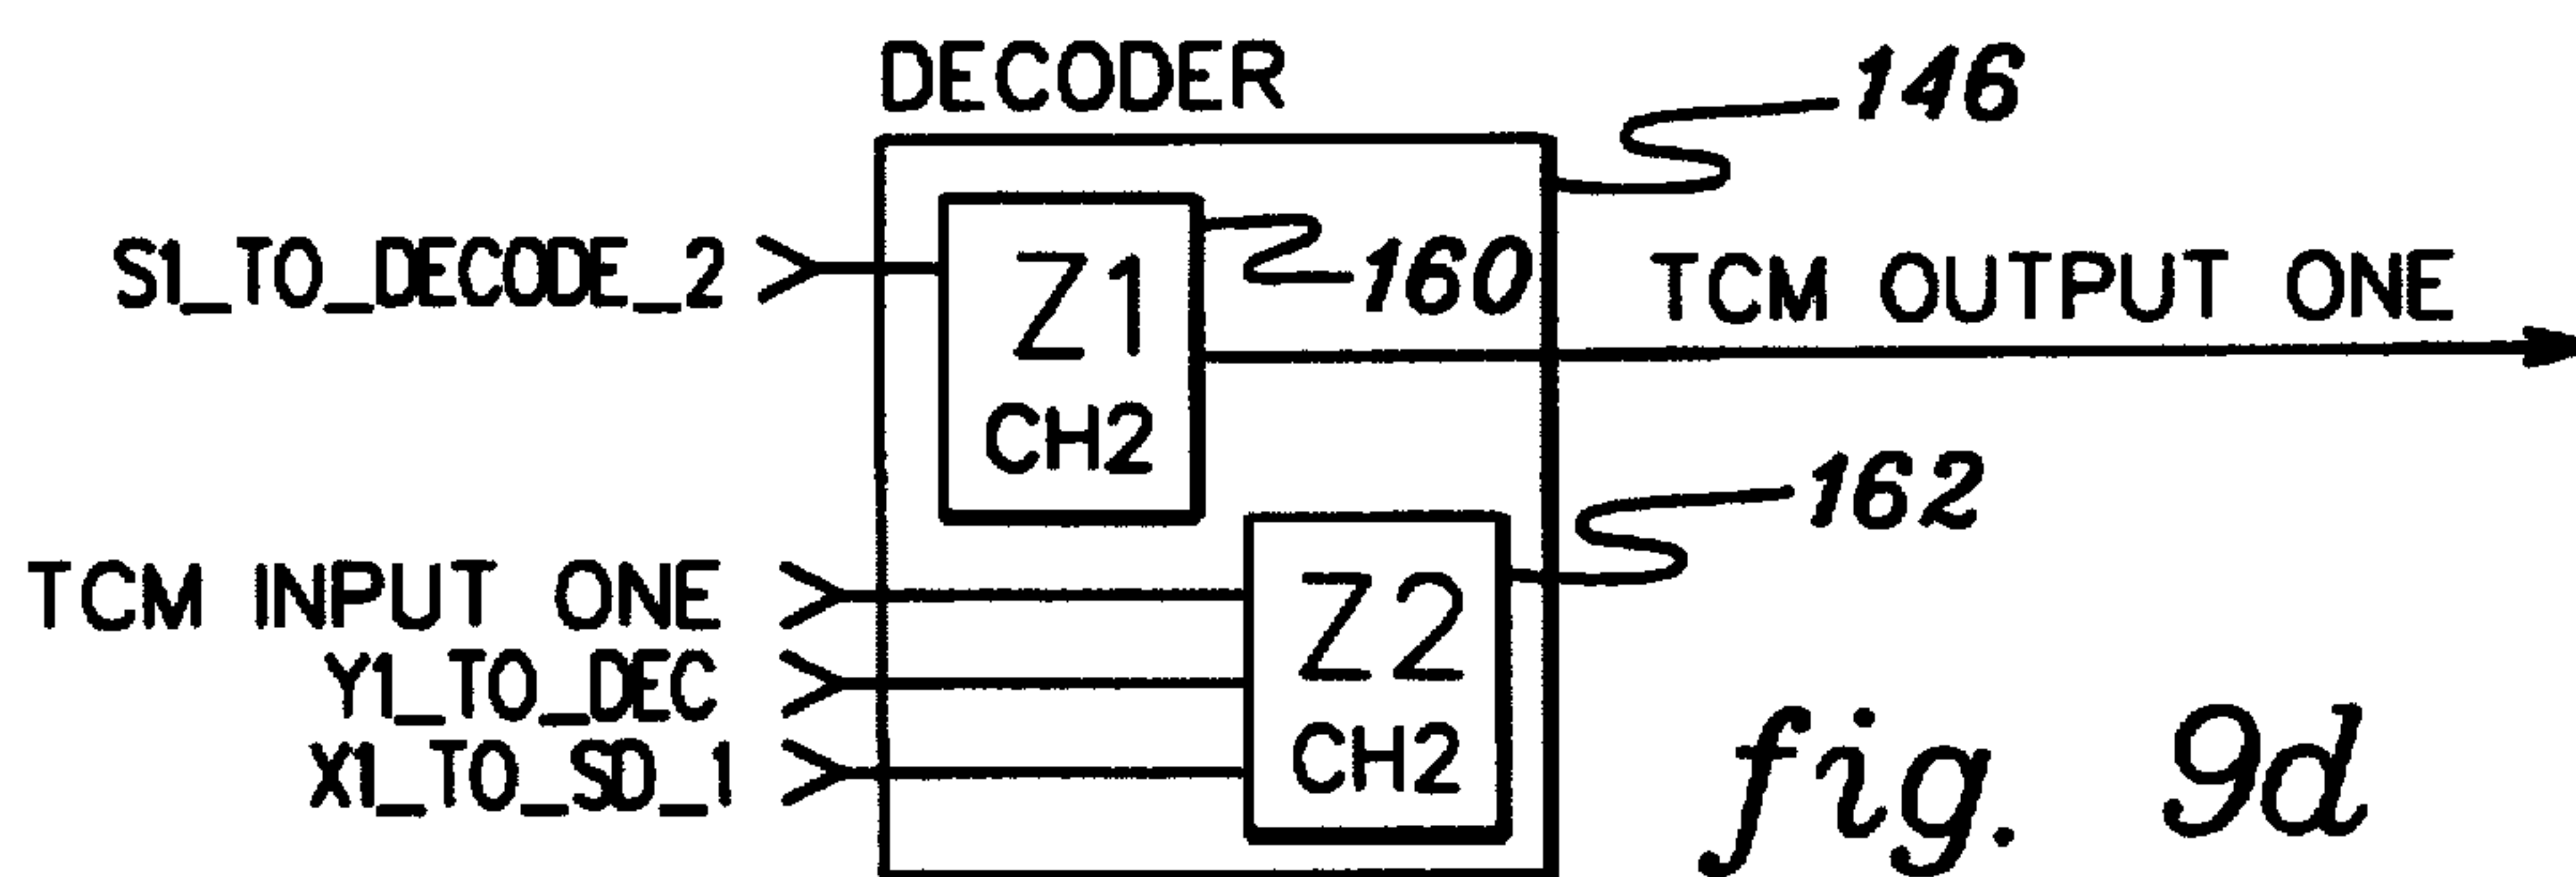 DECODER
146
S1_TO_DECODE_2
Z1
CH2
160
TCM OUTPUT ONE
162
TCM INPUT ONE
Y1_TO_DEC
X1_TO_SD_1
Z2
CH2
fig. 9d